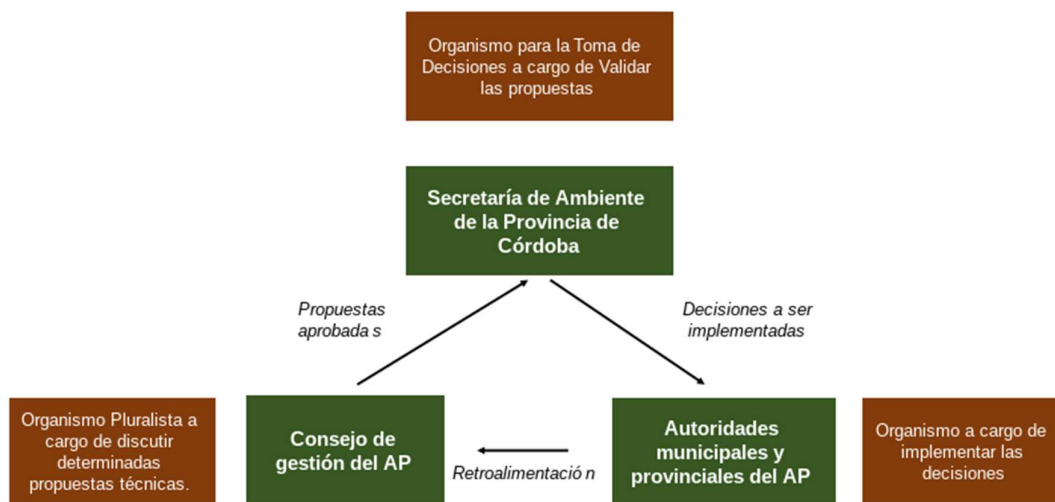 Organismo para la Toma de
Decisiones a cargo de Validar
las propuestas
Secretaría de Ambiente
de la Provincia de
Córdoba
Propuestas
aprobada s
Decisiones a ser
implementadas
Organismo Pluralista a
cargo de discutir
determinadas
propuestas técnicas.
Consejo de
gestión del AP
Retroalimentació n
Autoridades
municipales y
provinciales del AP
Organismo a cargo de
implementar las
decisiones